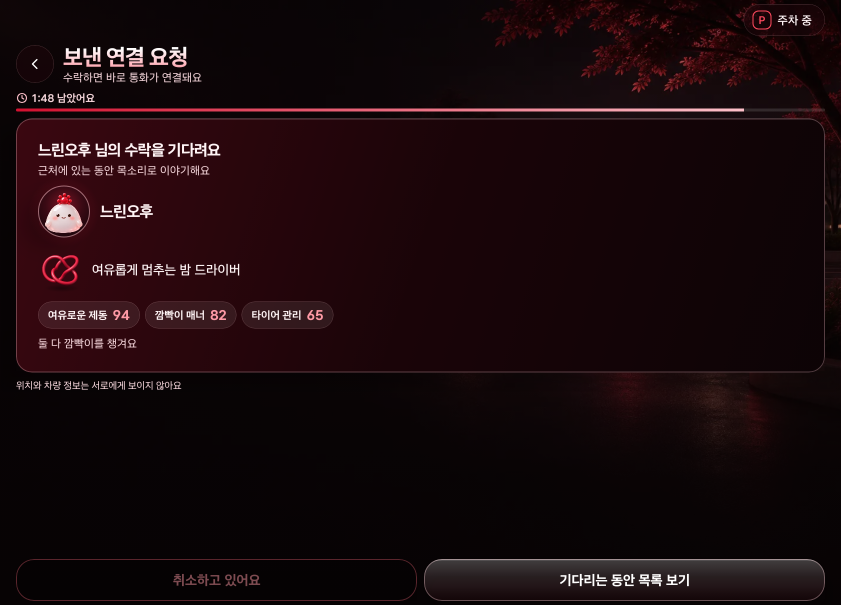 P 주차 중
보낸 연결 요청
수락하면 바로 통화가 연결돼요
1:48 남았어요
느린오후 님의 수락을 기다려요
근처에 있는 동안 목소리로 이야기해요
느린오후
여유롭게 멈추는 밤 드라이버
여유로운 제동 94 깜빡이 매너 82 타이어 관리 65
둘 다 깜빡이를 챙겨요
위치와 차량 정보는 서로에게 보이지 않아요
취소하고 있어요 기다리는 동안 목록 보기